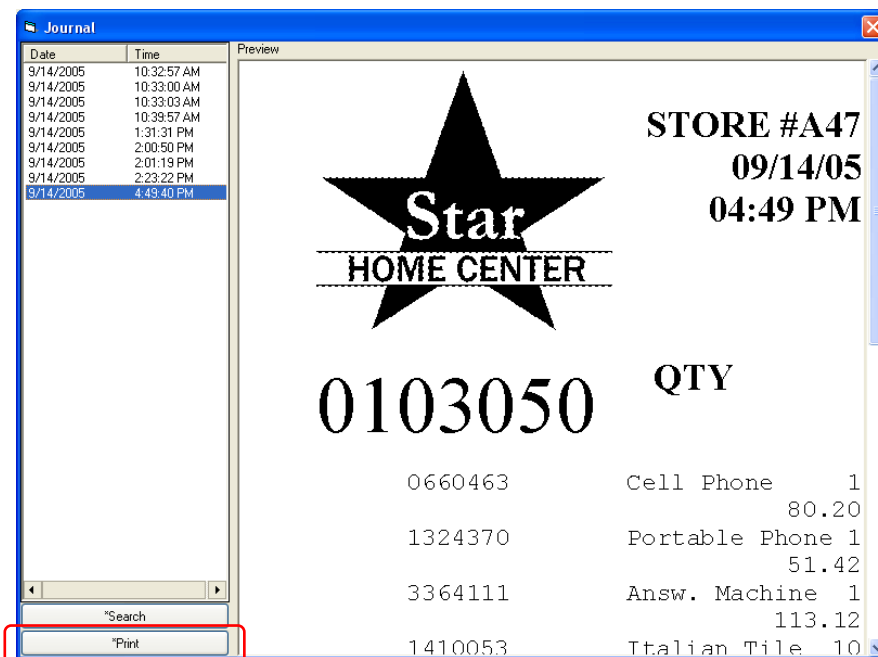 Journal
Date Time
9/14/2005 10:32:57 AM
9/14/2005 10:33:00 AM
9/14/2005 10:33:03 AM
9/14/2005 10:39:57 AM
9/14/2005 1:31:31 PM
9/14/2005 2:00:50 PM
9/14/2005 2:01:19 PM
9/14/2005 2:23:22 PM
9/14/2005 4:49:40 PM
*Search
*Print
Preview
STORE #A47
09/14/05
04:49 PM
Star
HOME CENTER
0103050 QTY
0660463 Cell Phone 1
80.20
1324370 Portable Phone 1
51.42
3364111 Answ. Machine 1
113.12
1410053 Italian Tile 10